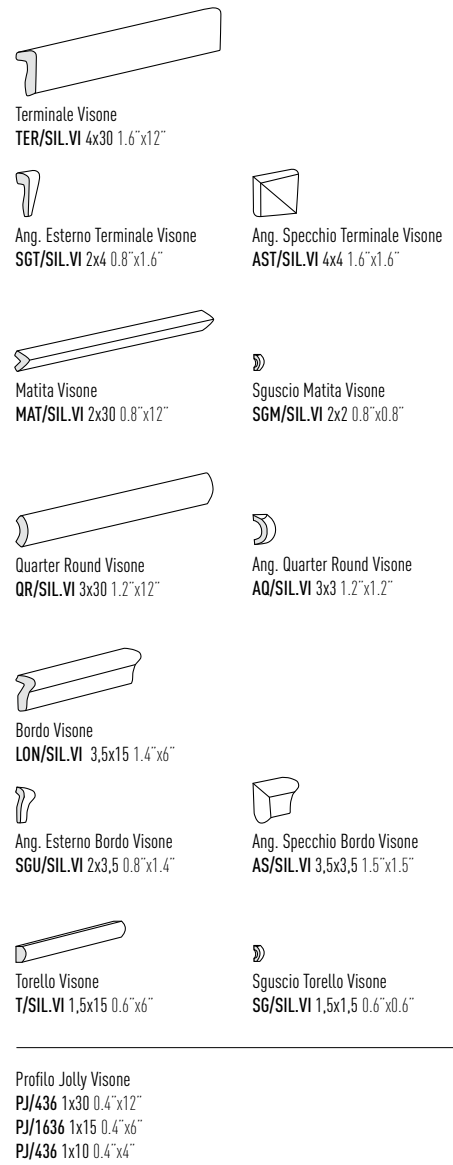 Terminale Visone
TER/SIL.VI 4x30 1.6¨x12¨
Ang. Esterno Terminale Visone
SGT/SIL.VI 2x4 0.8¨x1.6¨
Ang. Specchio Terminale Visone
AST/SIL.VI 4x4 1.6¨x1.6¨
Matita Visone
MAT/SIL.VI 2x30 0.8¨x12¨
Sguscio Matita Visone
SGM/SIL.VI 2x2 0.8¨x0.8¨
Quarter Round Visone
QR/SIL.VI 3x30 1.2¨x12¨
Ang. Quarter Round Visone
AQ/SIL.VI 3x3 1.2¨x1.2¨
Bordo Visone
LON/SIL.VI 3,5x15 1.4¨x6¨
Ang. Esterno Bordo Visone
SGU/SIL.VI 2x3,5 0.8¨x1.4¨
Ang. Specchio Bordo Visone
AS/SIL.VI 3,5x3,5 1.5¨x1.5¨
Torello Visone
T/SIL.VI 1,5x15 0.6¨x6¨
Sguscio Torello Visone
SG/SIL.VI 1,5x1,5 0.6¨x0.6¨
Profilo Jolly Visone
PJ/436 1x30 0.4¨x12¨
PJ/1636 1x15 0.4¨x6¨
PJ/436 1x10 0.4¨x4¨